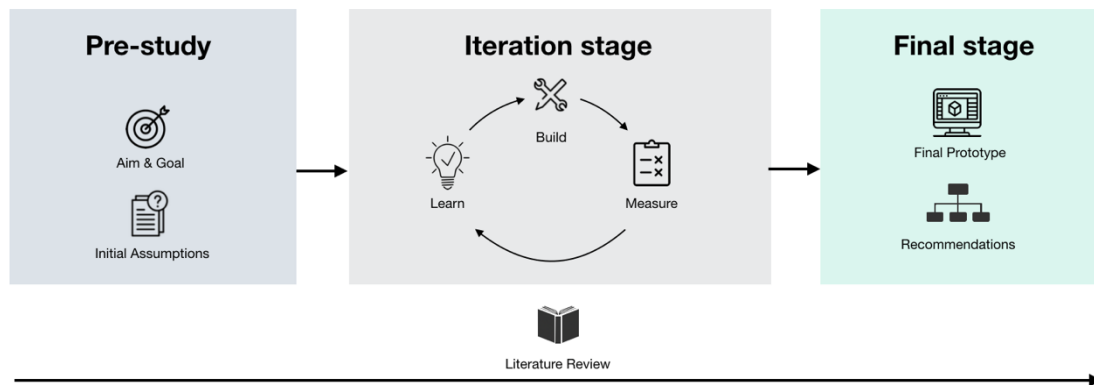 Pre-study
Aim & Goal
Initial Assumptions
Iteration stage
Build
Learn
Measure
Final stage
Final Prototype
Recommendations
Literature Review